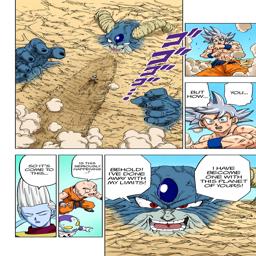 YOU...
BUT
HOW...
I HAVE
BECOME
ONE WITH
THIS PLANET
OF YOURS!
BEHOLD!
I'VE DONE
AWAY WITH
MY LIMITS!
IS THIS
SERIOUSLY
HAPPENING?
SO IT'S
COME TO
THIS...